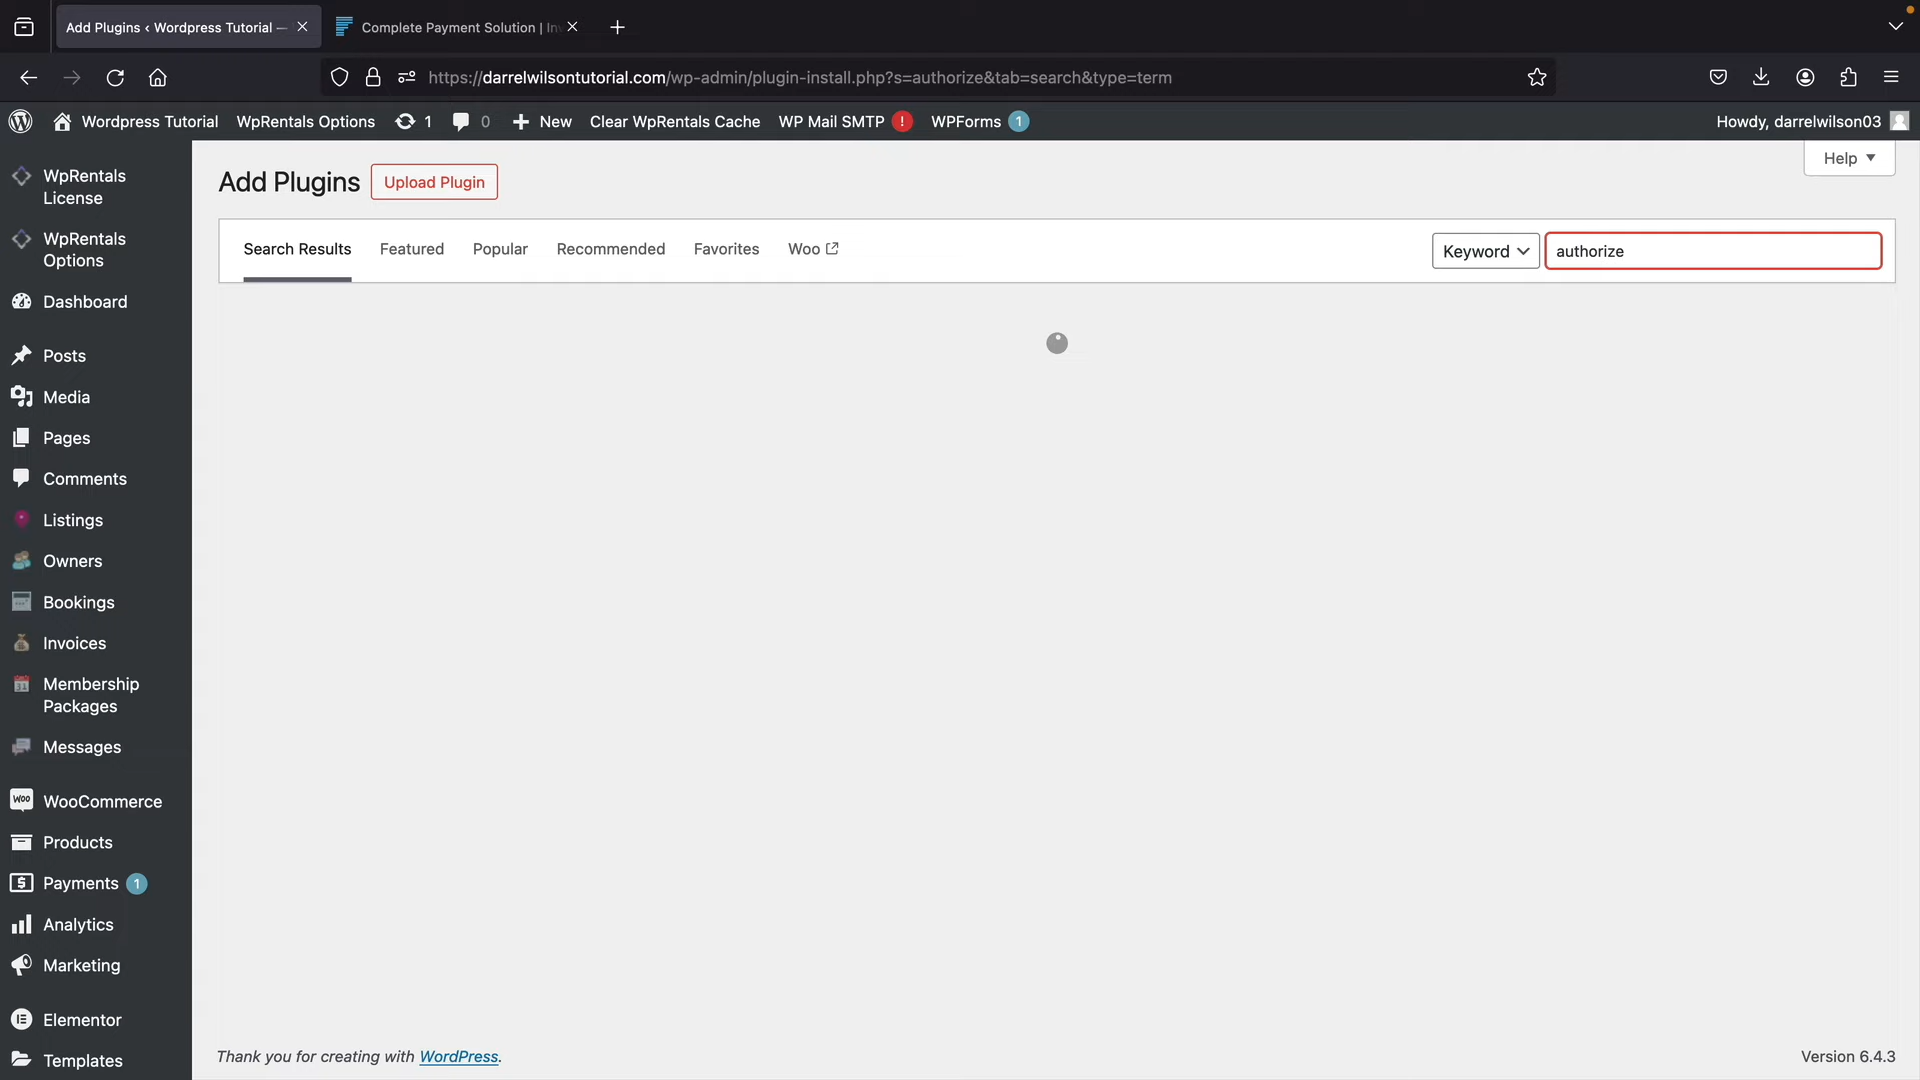 Add Plugins ‹ Wordpress Tutorial —
Complete Payment Solution | In
https://darrelwilsontutorial.com/wp-admin/plugin-install.php?s=authorize&tab=search&type=term
Wordpress Tutorial WpRentals Options 1 0 New Clear WpRentals Cache WP Mail SMTP ! WPForms 1 Howdy, darrelwilson03
Help
Add Plugins Upload Plugin
Search Results Featured Popular Recommended Favorites Woo Keyword authorize
WpRentals
License
WpRentals
Options
Dashboard
Posts
Media
Pages
Comments
Listings
Owners
Bookings
Invoices
Membership
Packages
Messages
WooCommerce
Products
Payments 1
Analytics
Marketing
Elementor
Templates
Thank you for creating with WordPress.
Version 6.4.3